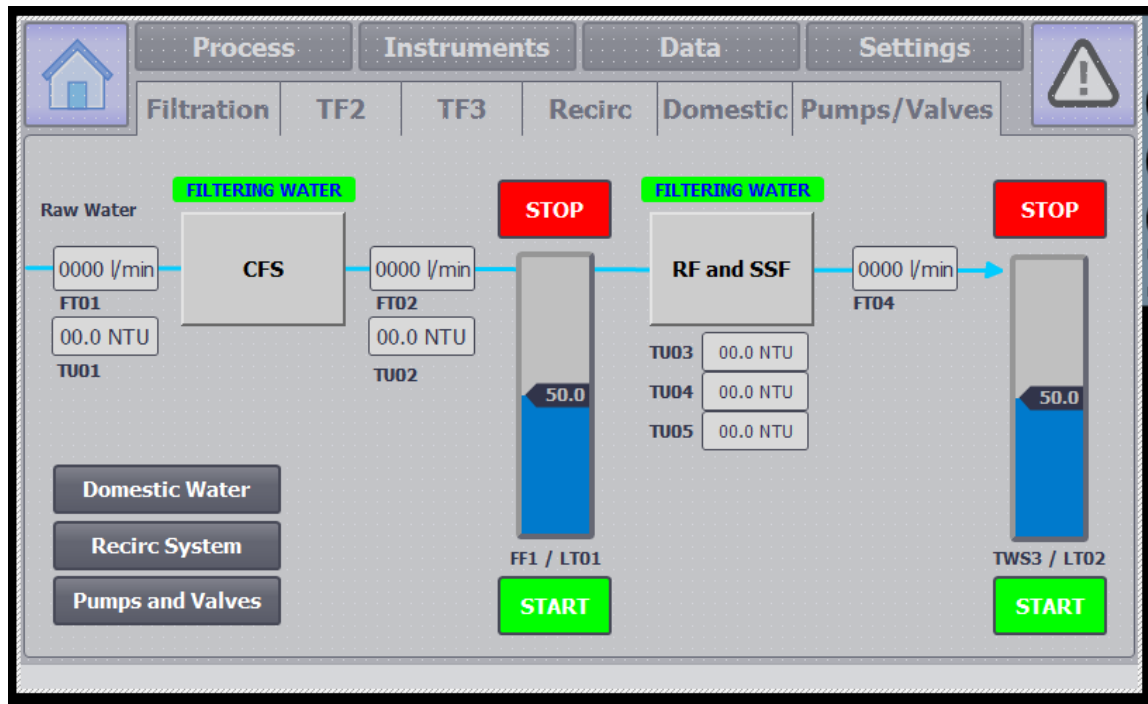 Process Instruments Data Settings
Filtration TF2 TF3 Recirc Domestic Pumps/Valves
FILTERING WATER
STOP
FILTERING WATER
STOP
Raw Water
0000 l/min
CFS
0000 l/min
RF and SSF
0000 l/min
FT01
FT02
FT04
00.0 NTU
00.0 NTU
TU01
TU02
TU03 00.0 NTU
TU04 00.0 NTU
TU05 00.0 NTU
50.0
50.0
Domestic Water
Recirc System
Pumps and Valves
FF1 / LT01
TWS3 / LT02
START
START